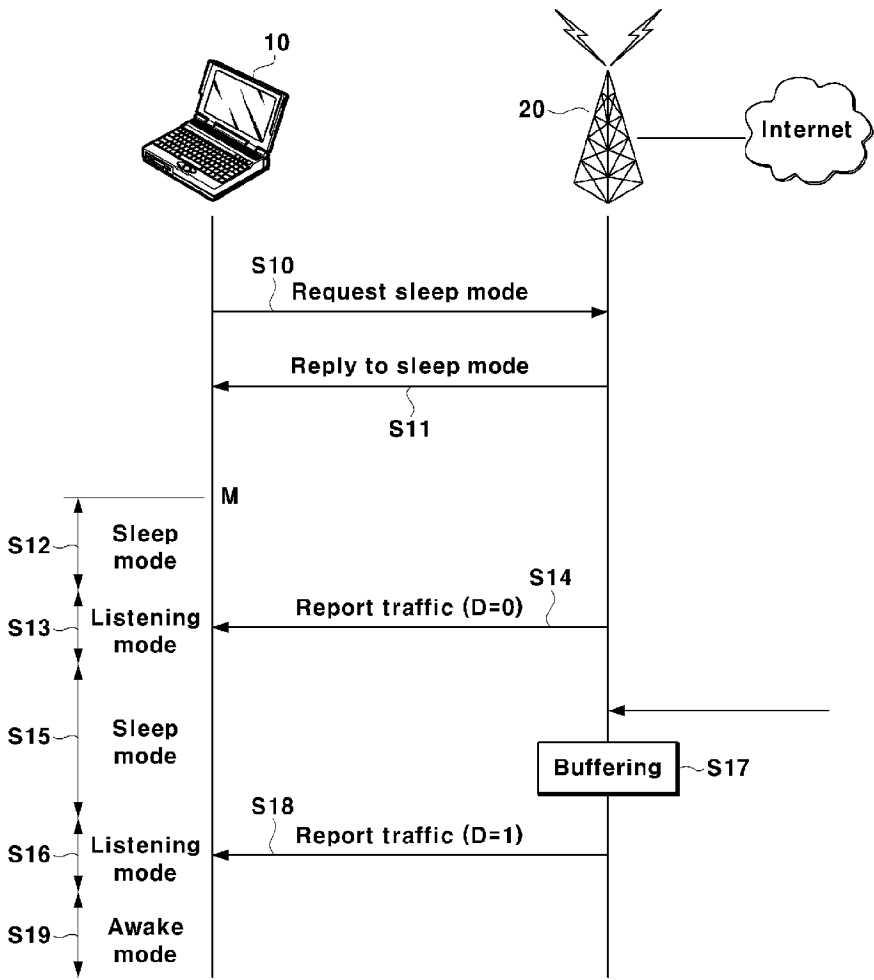 10
20
Internet
S10
Request sleep mode
Reply to sleep mode
S11
M
S12
Sleep
mode
S14
Report traffic (D=0)
S13
Listening
mode
S15
Sleep
mode
Buffering
S17
S18
Report traffic (D=1)
S16
Listening
mode
S19
Awake
mode